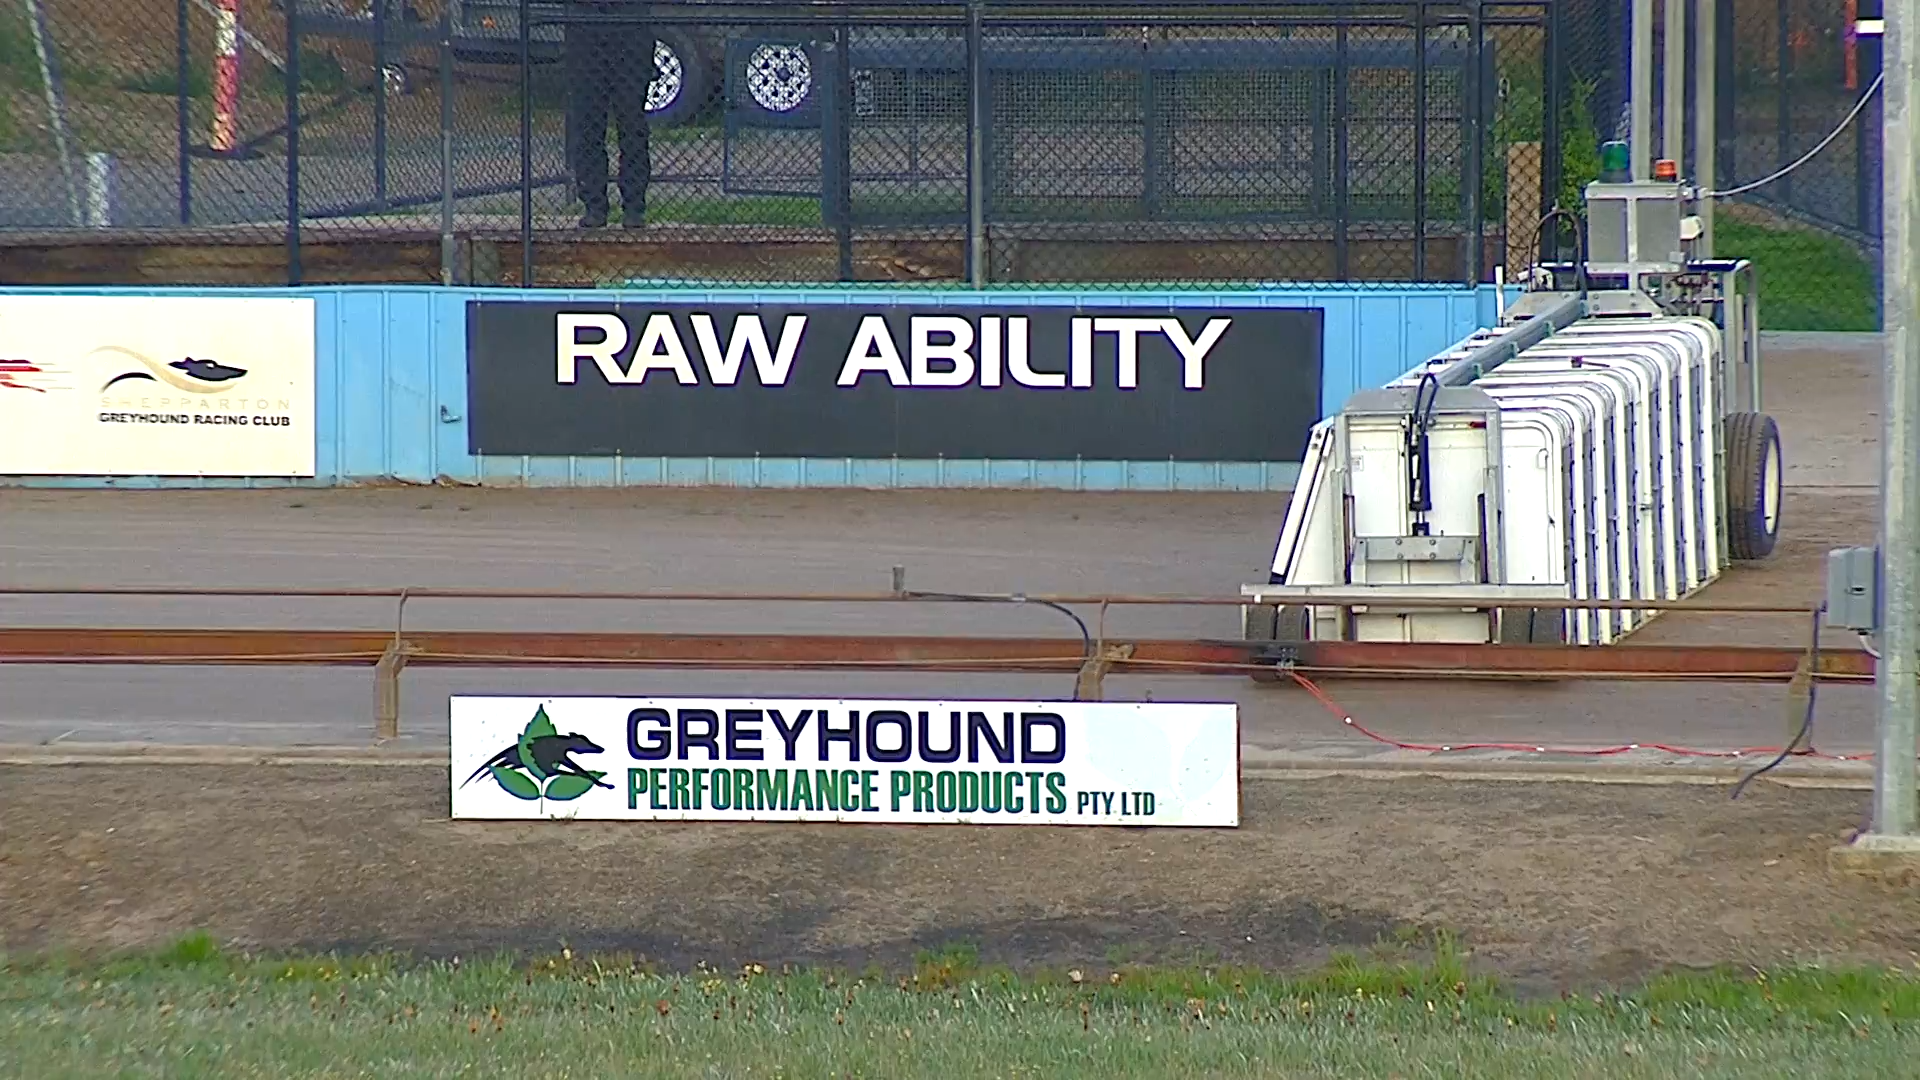 RAW ABILITY
SHEPPARTON
GREYHOUND RACING CLUB
GREYHOUND
PERFORMANCE PRODUCTS PTY LTD